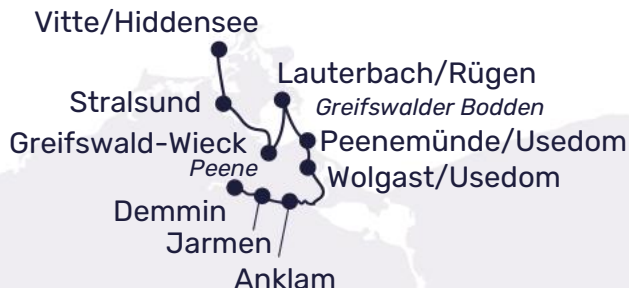 Vitte/Hiddensee
Lauterbach/Rügen
Stralsund
Greifswalder Bodden
Greifswald-Wieck
Peenemünde/Usedom
Peene
Wolgast/Usedom
Demmin
Jarmen
Anklam